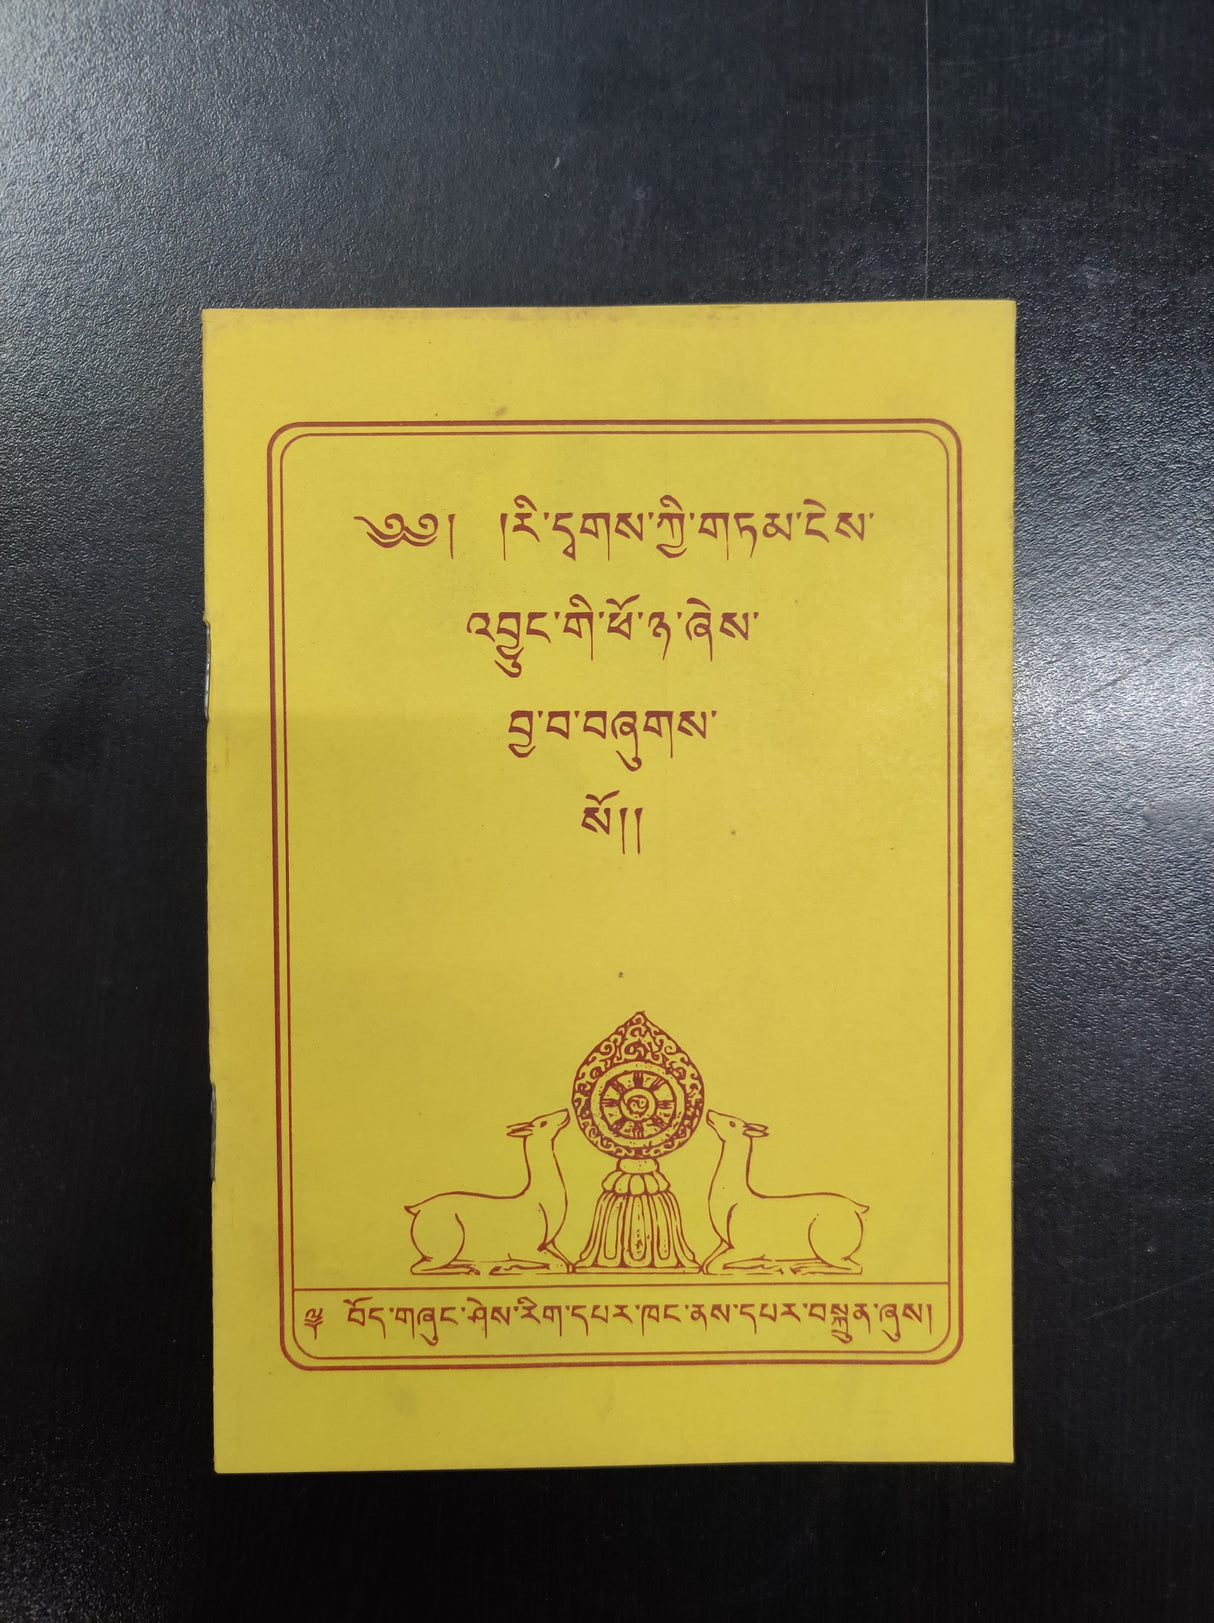 ༄༅། །རི་དྭགས་ཀྱི་གཏམ་ངེས་
འབྱུང་གི་ཕོ་ཉ་ཞེས་
བྱ་བ་བཞུགས་
སོ།།
བོད་གཞུང་ཤེས་རིག་དཔར་ཁང་ནས་དཔར་བསྐྲུན་ཞུས།